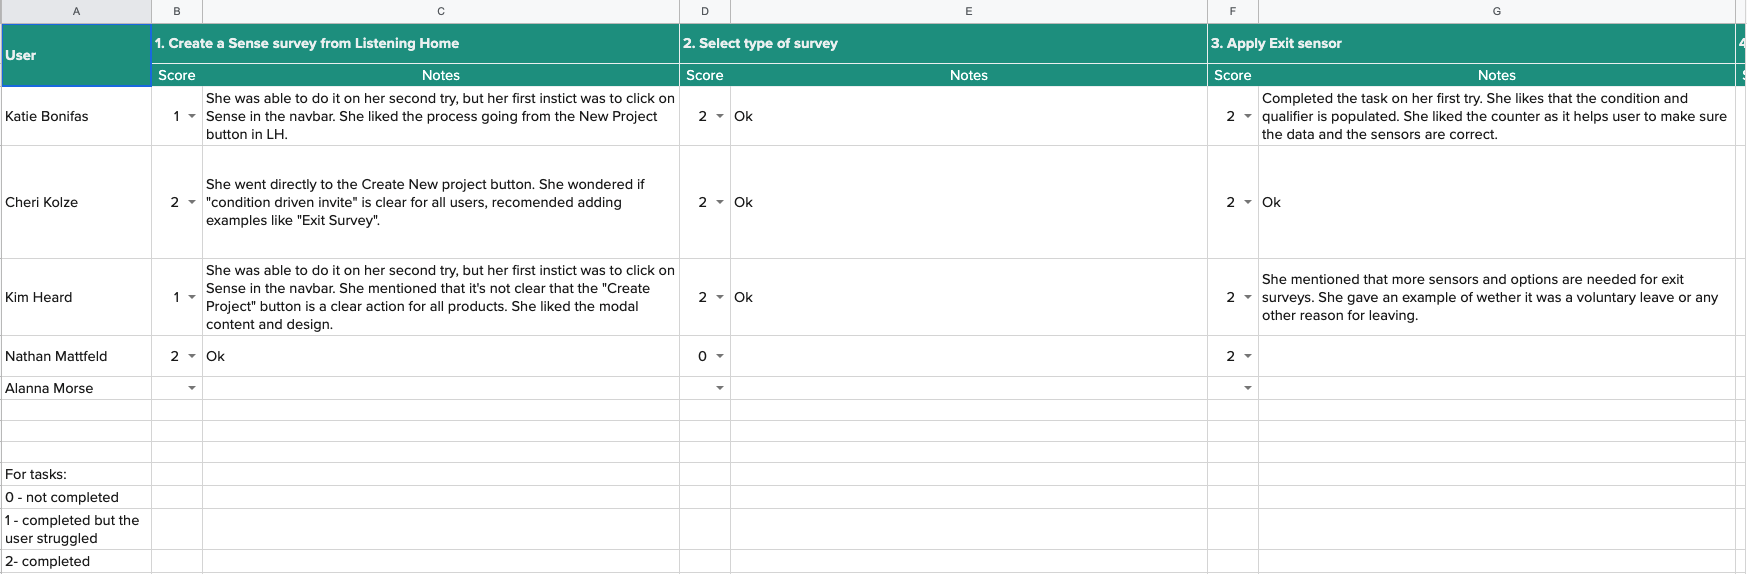 A B C D E F G
User
1. Create a Sense survey from Listening Home
2. Select type of survey
3. Apply Exit sensor
4
Score Notes Score Notes Score Notes
Katie Bonifas
1
She was able to do it on her second try, but her first instict was to click on
Sense in the navbar. She liked the process going from the New Project
button in LH.
2
Ok
2
Completed the task on her first try. She likes that the condition and
qualifier is populated. She liked the counter as it helps user to make sure
the data and the sensors are correct.
Cheri Kolze
2
She went directly to the Create New project button. She wondered if
"condition driven invite" is clear for all users, recomended adding
examples like "Exit Survey".
2
Ok
2
Ok
Kim Heard
1
She was able to do it on her second try, but her first instict was to click on
Sense in the navbar. She mentioned that it's not clear that the "Create
Project" button is a clear action for all products. She liked the modal
content and design.
2
Ok
2
She mentioned that more sensors and options are needed for exit
surveys. She gave an example of wether it was a voluntary leave or any
other reason for leaving.
Nathan Mattfeld
2
Ok
0
2
Alanna Morse
For tasks:
0 - not completed
1 - completed but the
user struggled
2- completed